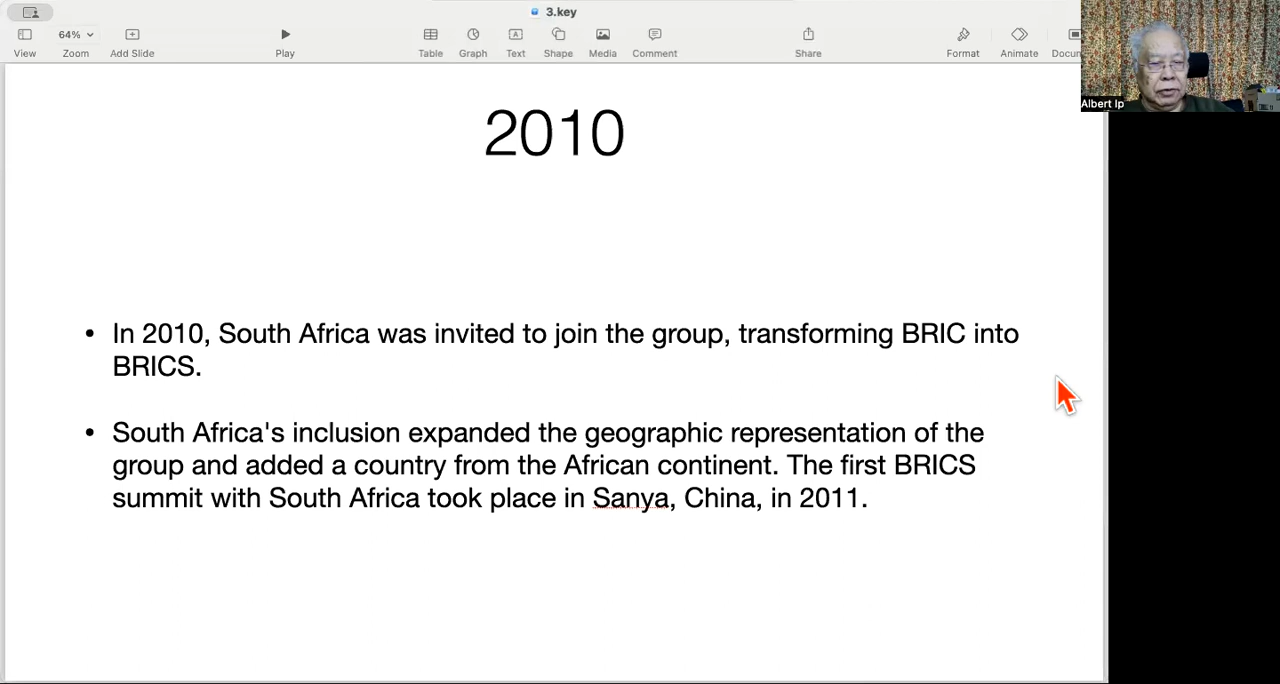 3.key
64%
View
Zoom
Add Slide
Play
Table
Graph
Text
Shape
Media
Comment
Share
Format
Animate
Docun
Albert Ip
2010
• In 2010, South Africa was invited to join the group, transforming BRIC into
BRICS.
• South Africa's inclusion expanded the geographic representation of the
group and added a country from the African continent. The first BRICS
summit with South Africa took place in Sanya, China, in 2011.